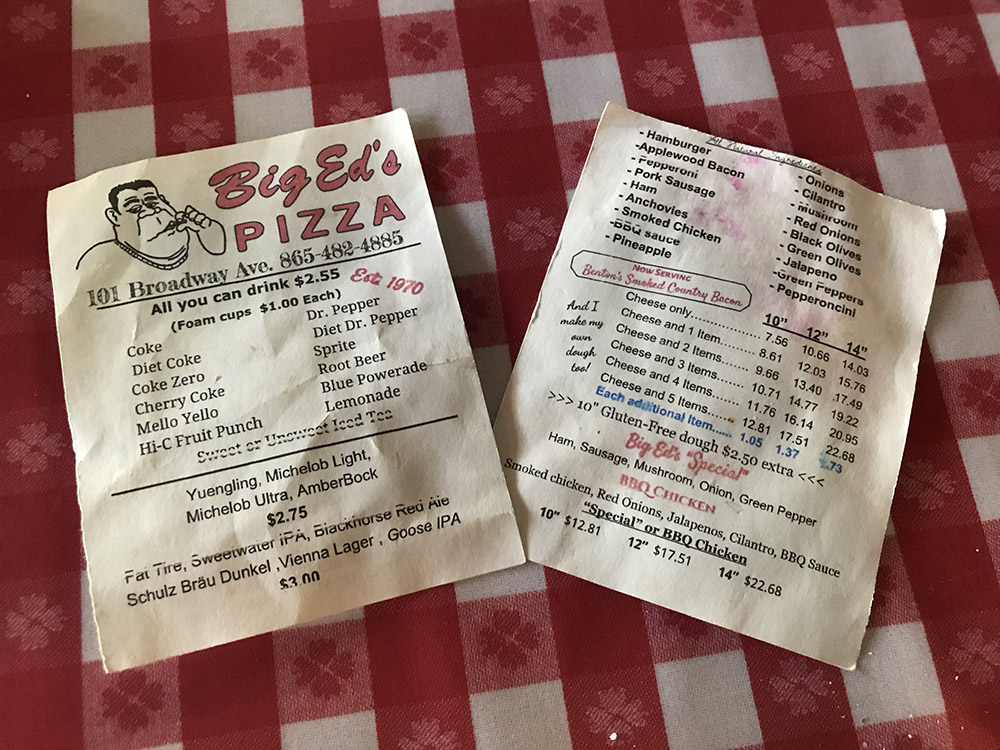 Big Ed's
PIZZA
101 Broadway Ave. 865-482-4885
All you can drink $2.55
Est. 1970
(Foam cups $1.00 Each)
Coke
Diet Coke
Coke Zero
Cherry Coke
Mello Yello
Hi-C Fruit Punch
Dr. Pepper
Diet Dr. Pepper
Sprite
Root Beer
Blue Powerade
Lemonade
Sweet or Unsweet Iced Tea
Yuengling, Michelob Light,
Michelob Ultra, AmberBock
$2.75
Fat Tire, Sweetwater IPA, Blackhorse Red Ale
Schulz Bräu Dunkel ,Vienna Lager , Goose IPA
$3.00
All Natural Ingredients
- Hamburger
-Applewood Bacon
- Pepperoni
- Pork Sausage
- Ham
- Anchovies
- Smoked Chicken
-BBQ sauce
- Pineapple
- Onions
- Cilantro
- Mushroom
- Red Onions
- Black Olives
- Green Olives
- Jalapeno
-Green Peppers
- Pepperoncini
Now Serving
Benton's Smoked Country Bacon
And I
make my
own
dough
too!
10" 12" 14"
Cheese only................... 7.56 10.66 14.03
Cheese and 1 Item........ 8.61 12.03 15.76
Cheese and 2 Items...... 9.66 13.40 17.49
Cheese and 3 Items...... 10.71 14.77 19.22
Cheese and 4 Items...... 11.76 16.14 20.95
Cheese and 5 Items...... 12.81 17.51 22.68
Each additional Item..... 1.05 1.37 1.73
>>> 10" Gluten-Free dough $2.50 extra <<<
Big Ed's "Special"
Ham, Sausage, Mushroom, Onion, Green Pepper
BBQ CHICKEN
Smoked chicken, Red Onions, Jalapenos, Cilantro, BBQ Sauce
"Special" or BBQ Chicken
10" $12.81 12" $17.51 14" $22.68